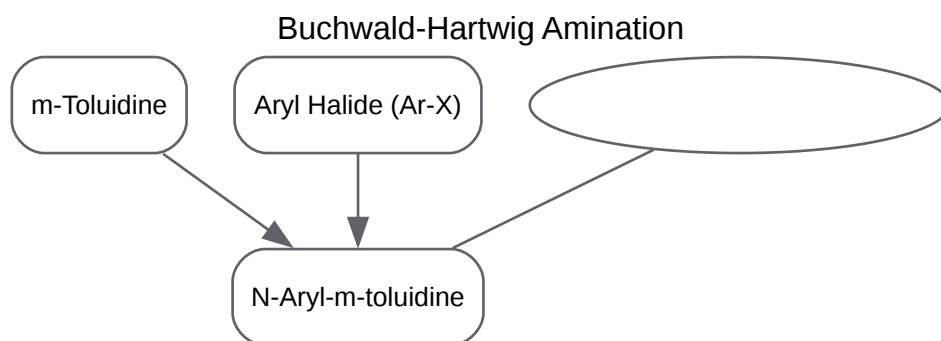 Buchwald-Hartwig Amination
m-Toluidine
Aryl Halide (Ar-X)
N-Aryl-m-toluidine